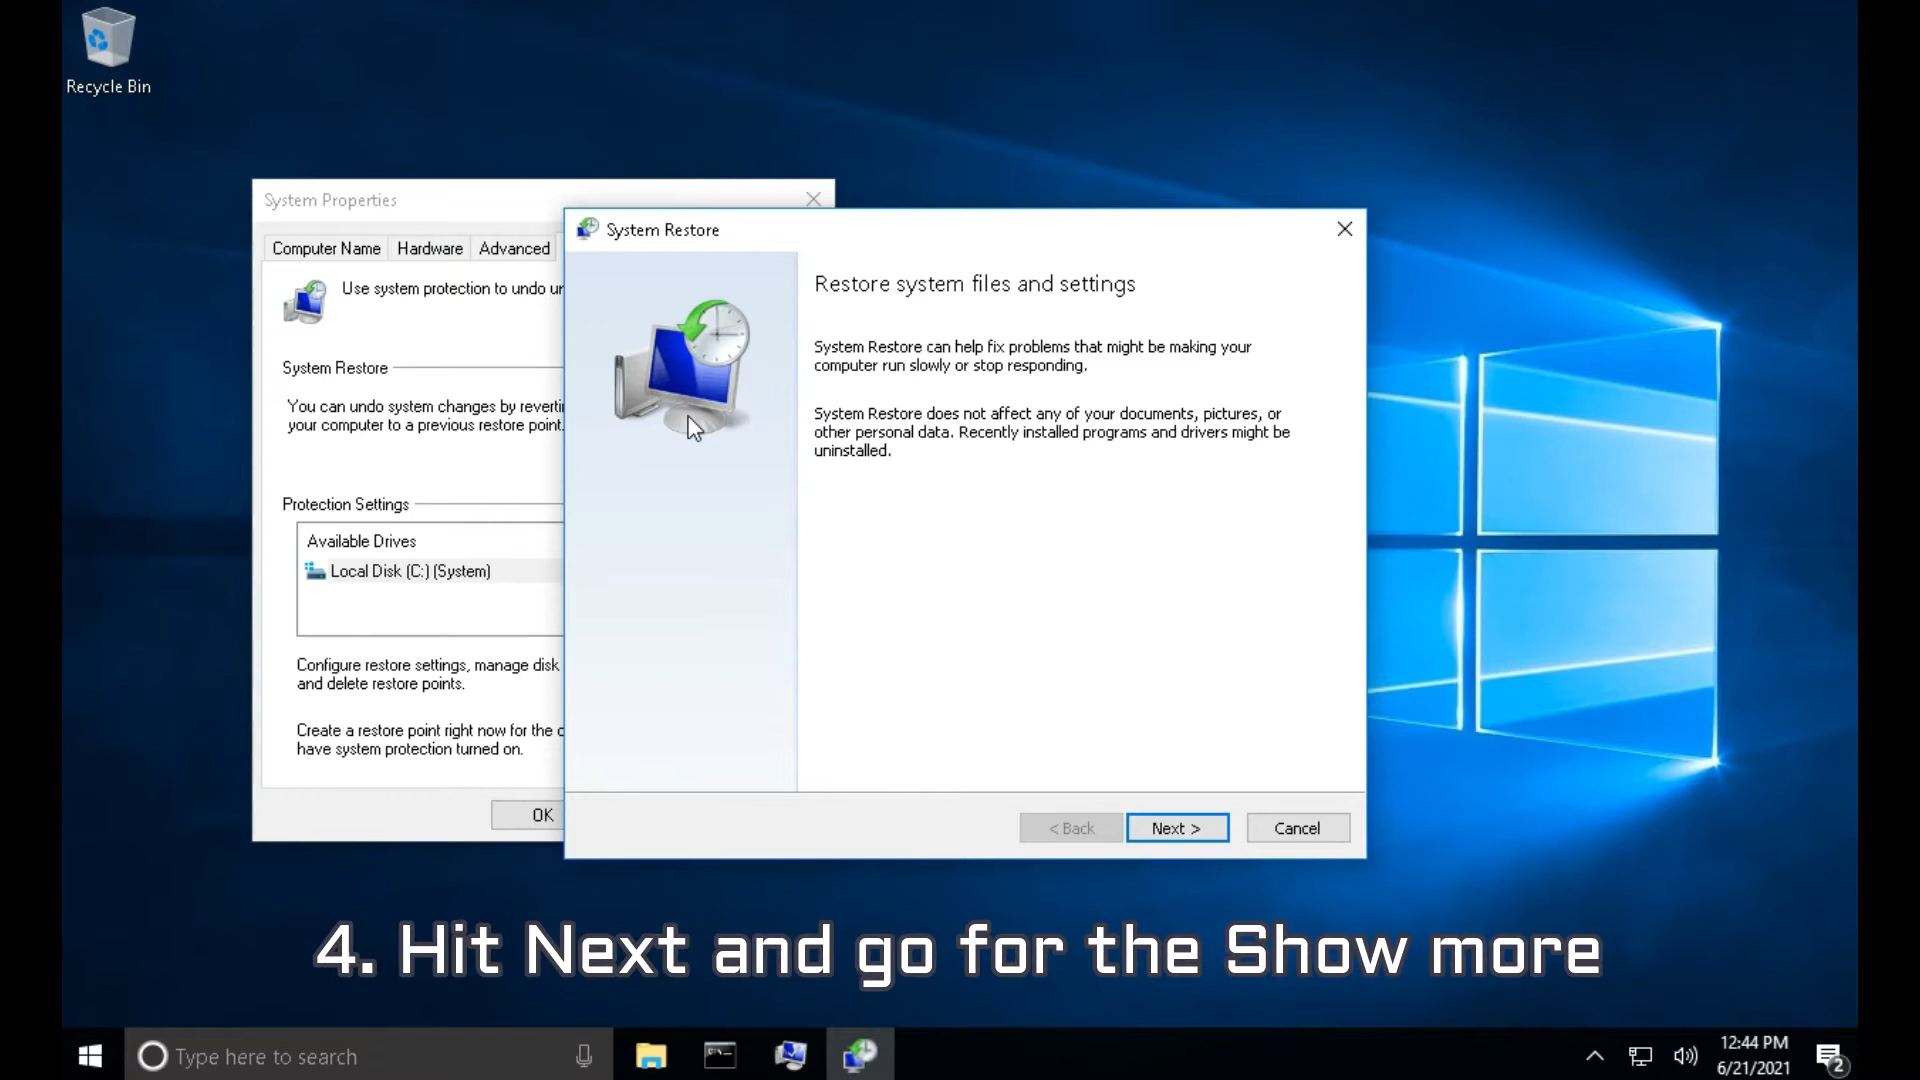 Recycle Bin
System Properties
Computer Name
Hardware
Advanced
Use system protection to undo un
System Restore
You can undo system changes by reverti
your computer to a previous restore point.
Protection Settings
Available Drives
Local Disk (C:) (System)
Configure restore settings, manage disk
and delete restore points.
Create a restore point right now for the
have system protection turned on.
OK
System Restore
Restore system files and settings
System Restore can help fix problems that might be making your
computer run slowly or stop responding.
System Restore does not affect any of your documents, pictures, or
other personal data. Recently installed programs and drivers might be
uninstalled.
< Back
Next >
Cancel
4. Hit Next and go for the Show more
Type here to search
12:44 PM
6/21/2021
2